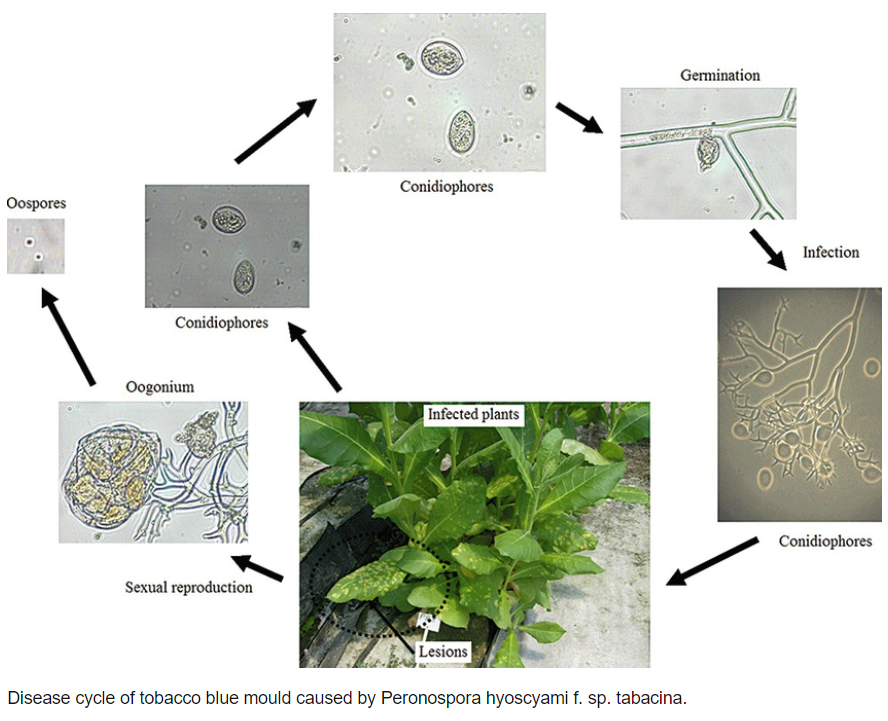 Germination
Conidiophores
Oospores
Infection
Conidiophores
Oogonium
Infected plants
Conidiophores
Sexual reproduction
Lesions
Disease cycle of tobacco blue mould caused by Peronospora hyoscyami f. sp. tabacina.